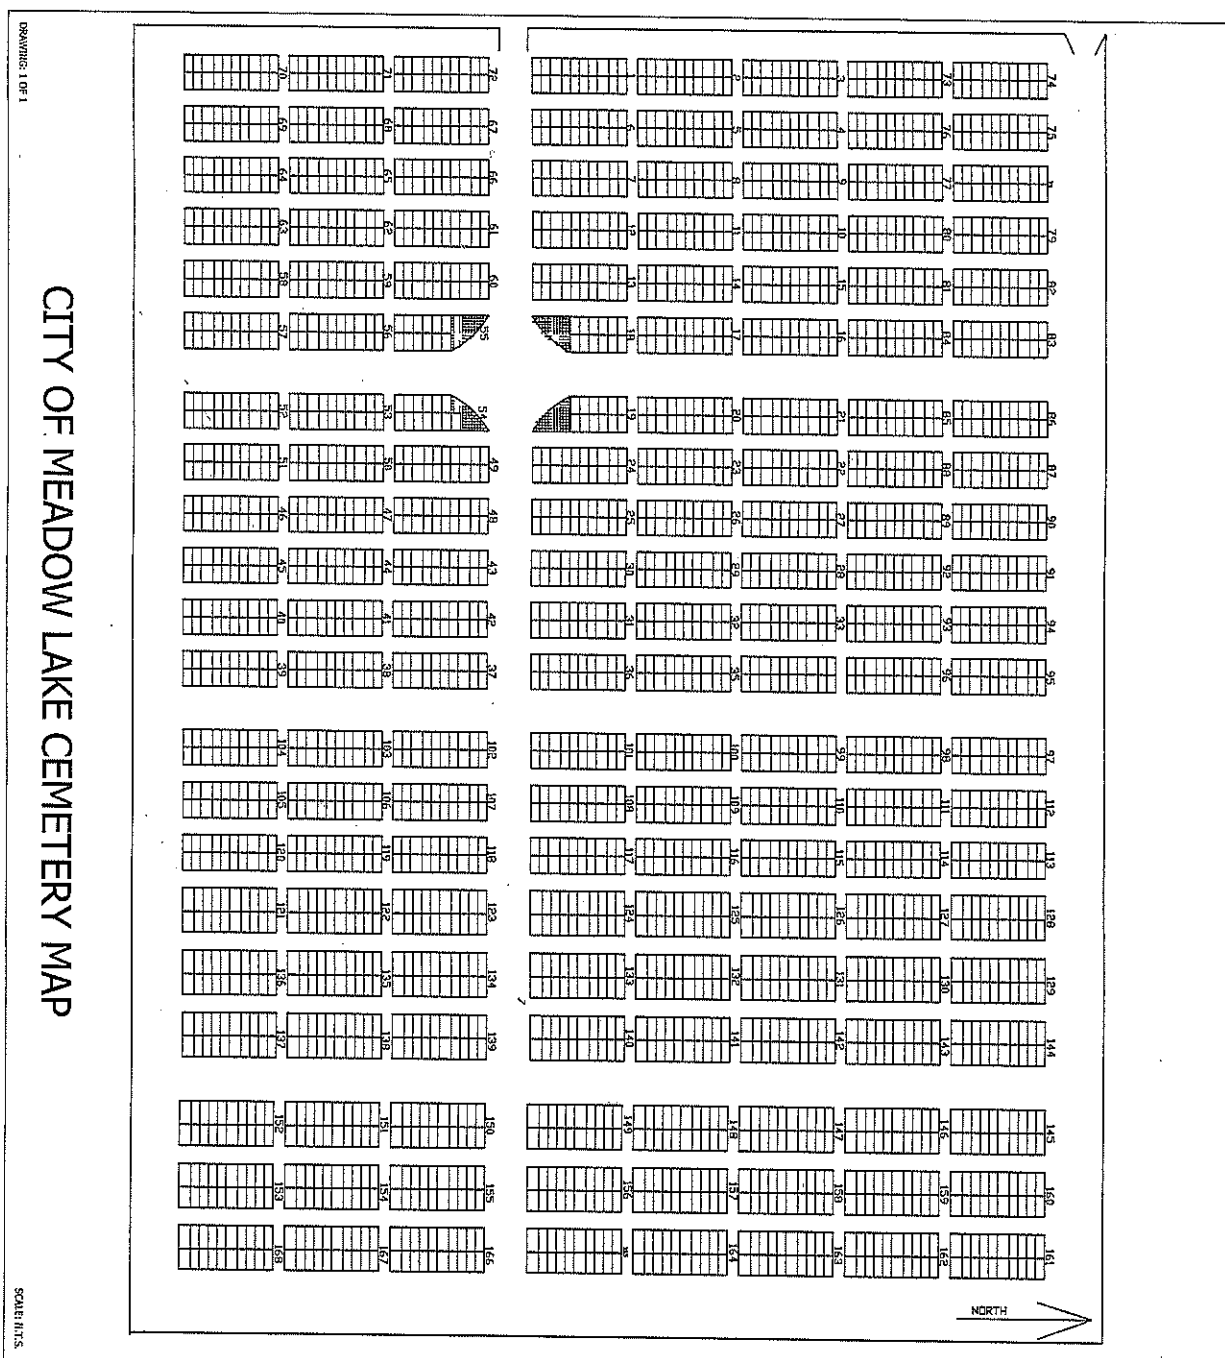 DRAWING: 1 OF 1
CITY OF MEADOW LAKE CEMETERY MAP
SCALE: N.T.S.
70 71 72 1 2 3 73 74
69 68 67 6 5 4 76 75
64 65 66 7 8 9 77
63 62 61 12 11 10 80 79
58 59 60 13 14 15 81 82
57 56 55 18 17 16 84 83
52 53 54 19 20 21 85 86
51 50 49 24 23 22 88 87
46 47 48 25 26 27 89 90
45 44 43 30 29 28 92 91
40 41 42 31 32 33 93 94
39 38 37 36 35 96 95
104 103 102 101 100 99 98 97
105 106 107 108 109 110 111 112
120 119 118 117 116 115 114 113
121 122 123 124 125 126 127 128
136 135 134 133 132 131 130 129
137 138 139 140 141 142 143 144
152 151 150 149 148 147 146 145
153 154 155 156 157 158 159 160
168 167 166 164 163 162 161
NORTH